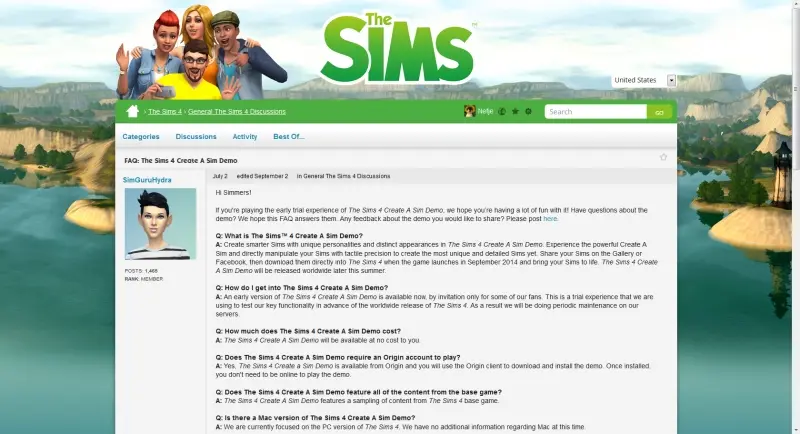 The
SiMS™
United States
› The Sims 4 › General The Sims 4 Discussions
Nefje
Search
GO
Categories Discussions Activity Best Of...
FAQ: The Sims 4 Create A Sim Demo
SimGuruHydra
POSTS: 1,465
RANK: MEMBER
July 2 edited September 2 in General The Sims 4 Discussions
Hi Simmers!
If you're playing the early trial experience of The Sims 4 Create A Sim Demo, we hope you're having a lot of fun with it! Have questions about the
demo? We hope this FAQ answers them. Any feedback about the demo you would like to share? Please post here.
Q: What is The Sims™ 4 Create A Sim Demo?
A: Create smarter Sims with unique personalities and distinct appearances in The Sims 4 Create A Sim Demo. Experience the powerful Create A
Sim and directly manipulate your Sims with tactile precision to create the most unique and detailed Sims yet. Share your Sims on the Gallery or
Facebook, then download them directly into The Sims 4 when the game launches in September 2014 and bring your Sims to life. The Sims 4 Create
A Sim Demo will be released worldwide later this summer.
Q: How do I get into The Sims 4 Create A Sim Demo?
A: An early version of The Sims 4 Create A Sim Demo is available now, by invitation only for some of our fans. This is a trial experience that we are
using to test our key functionality in advance of the worldwide release of The Sims 4. As a result we will be doing periodic maintenance on our
servers.
Q: How much does The Sims 4 Create A Sim Demo cost?
A: The Sims 4 Create A Sim Demo will be available at no cost to you.
Q: Does The Sims 4 Create A Sim Demo require an Origin account to play?
A: Yes. The Sims 4 Create a Sim Demo is available from Origin and you will use the Origin client to download and install the demo. Once installed,
you don't need to be online to play the demo.
Q: Does The Sims 4 Create A Sim Demo feature all of the content from the base game?
A: The Sims 4 Create A Sim Demo features a sampling of content from The Sims 4 base game.
Q: Is there a Mac version of The Sims 4 Create A Sim Demo?
A: We are currently focused on the PC version of The Sims 4. We have no additional information regarding Mac at this time.